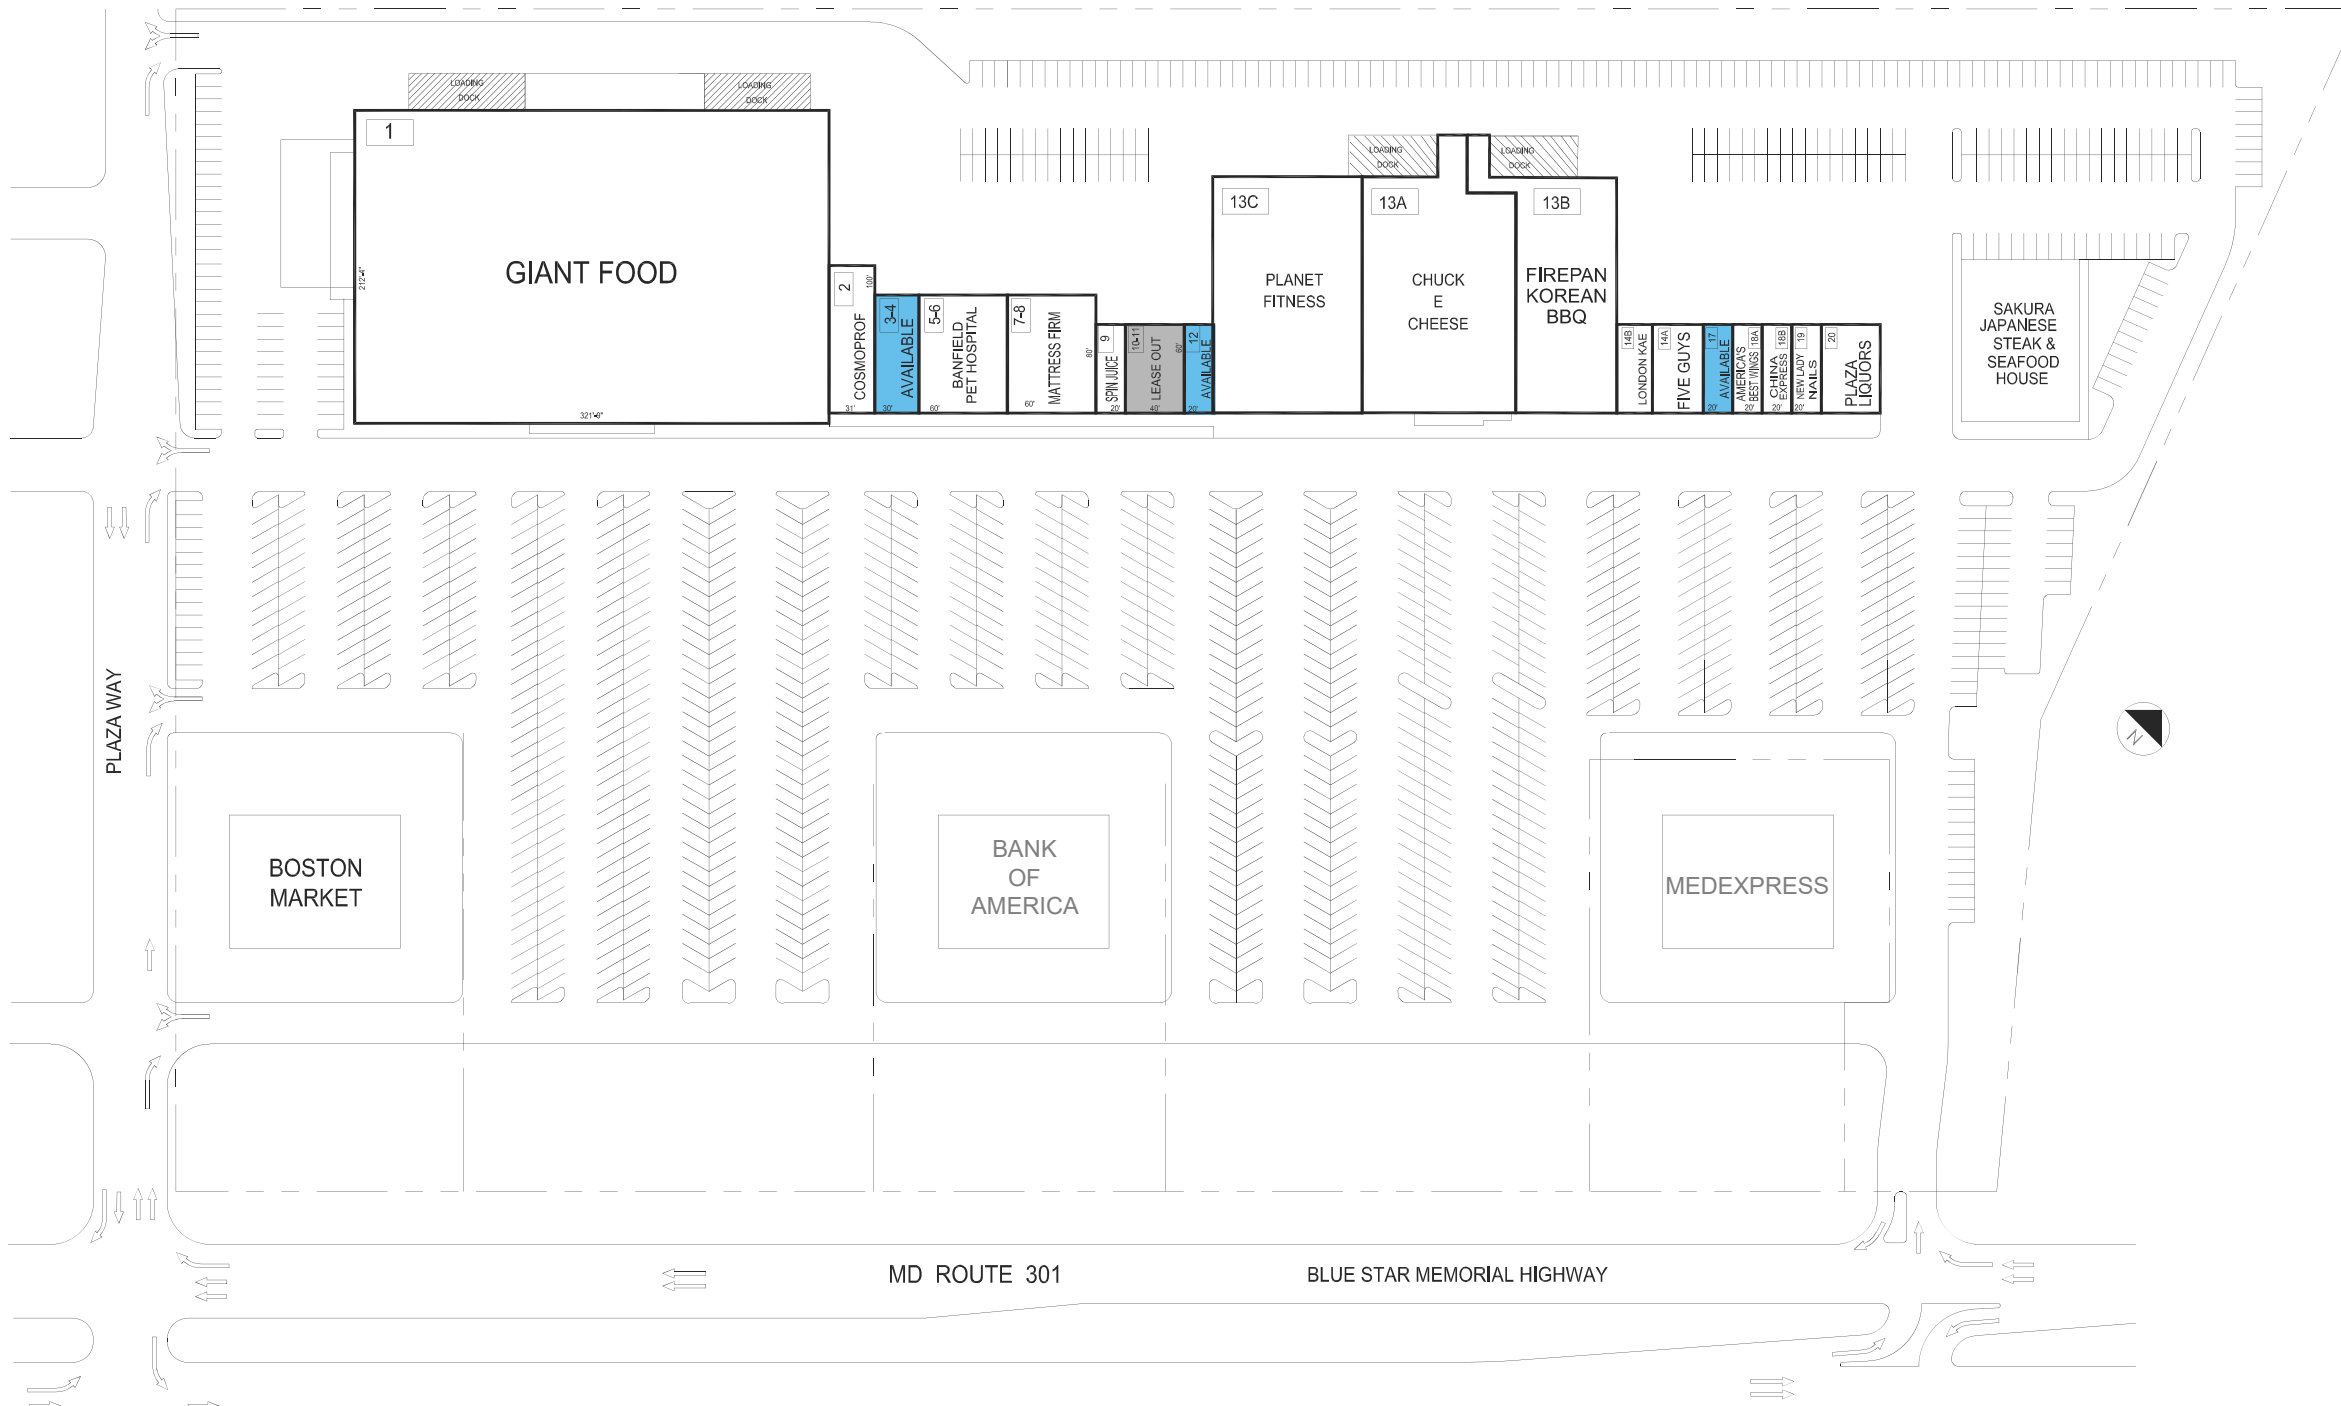 LOADING
DOCK
LOADING
DOCK
1
GIANT FOOD
212'-4"
321'-9"
2
100'
COSMOPROF
31'
3-4
AVAILABLE
30'
5-6
BANFIELD
PET HOSPITAL
60'
7-8
MATTRESS FIRM
60'
80'
9
SPIN JUICE
20'
10-11
LEASE OUT
40'
60'
12
AVAILABLE
20'
13C
PLANET
FITNESS
LOADING
DOCK
13A
CHUCK
E
CHEESE
LOADING
DOCK
13B
FIREPAN
KOREAN
BBQ
14B
LONDON KAE
14A
FIVE GUYS
17
AVAILABLE
20'
18A
AMERICA'S
BEST WINGS
20'
18B
CHINA
EXPRESS
20'
19
NEW LADY
NAILS
20'
20
PLAZA
LIQUORS
SAKURA
JAPANESE
STEAK &
SEAFOOD
HOUSE
PLAZA WAY
N
BOSTON
MARKET
BANK
OF
AMERICA
MEDEXPRESS
MD ROUTE 301
BLUE STAR MEMORIAL HIGHWAY